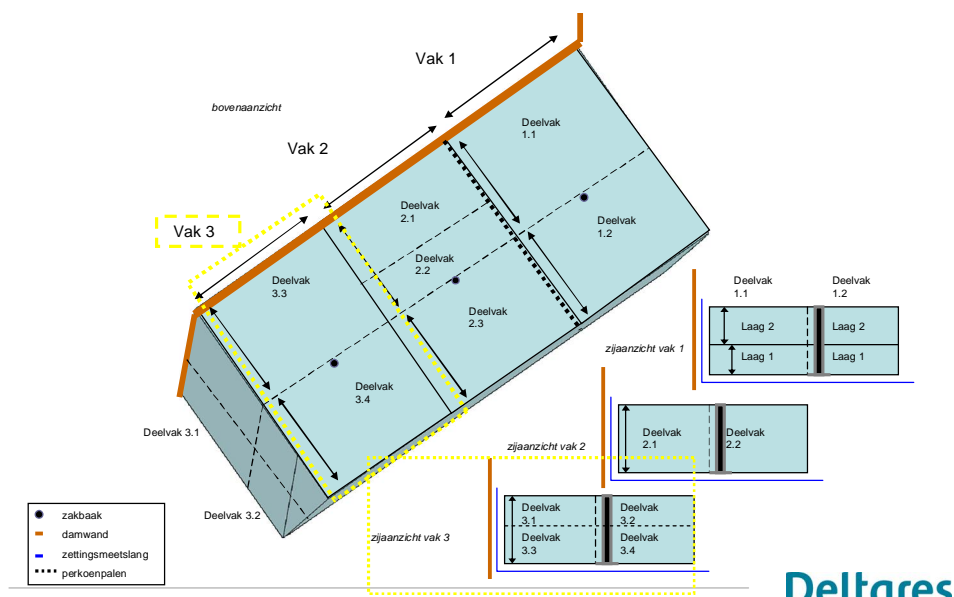 Vak 1
bovenaanzicht
Vak 2
Vak 3
Deelvak
1.1
Deelvak
1.2
Deelvak
2.1
Deelvak
2.2
Deelvak
2.3
Deelvak
3.3
Deelvak
3.4
Deelvak 3.1
Deelvak 3.2
Deelvak
1.1
Deelvak
1.2
Laag 2
Laag 2
Laag 1
Laag 1
zijaanzicht vak 1
Deelvak
2.1
Deelvak
2.2
zijaanzicht vak 2
Deelvak
3.1
Deelvak
3.2
Deelvak
3.3
Deelvak
3.4
zijaanzicht vak 3
zakbaak
damwand
zettingsmeetslang
perkoenpalen
Deltares